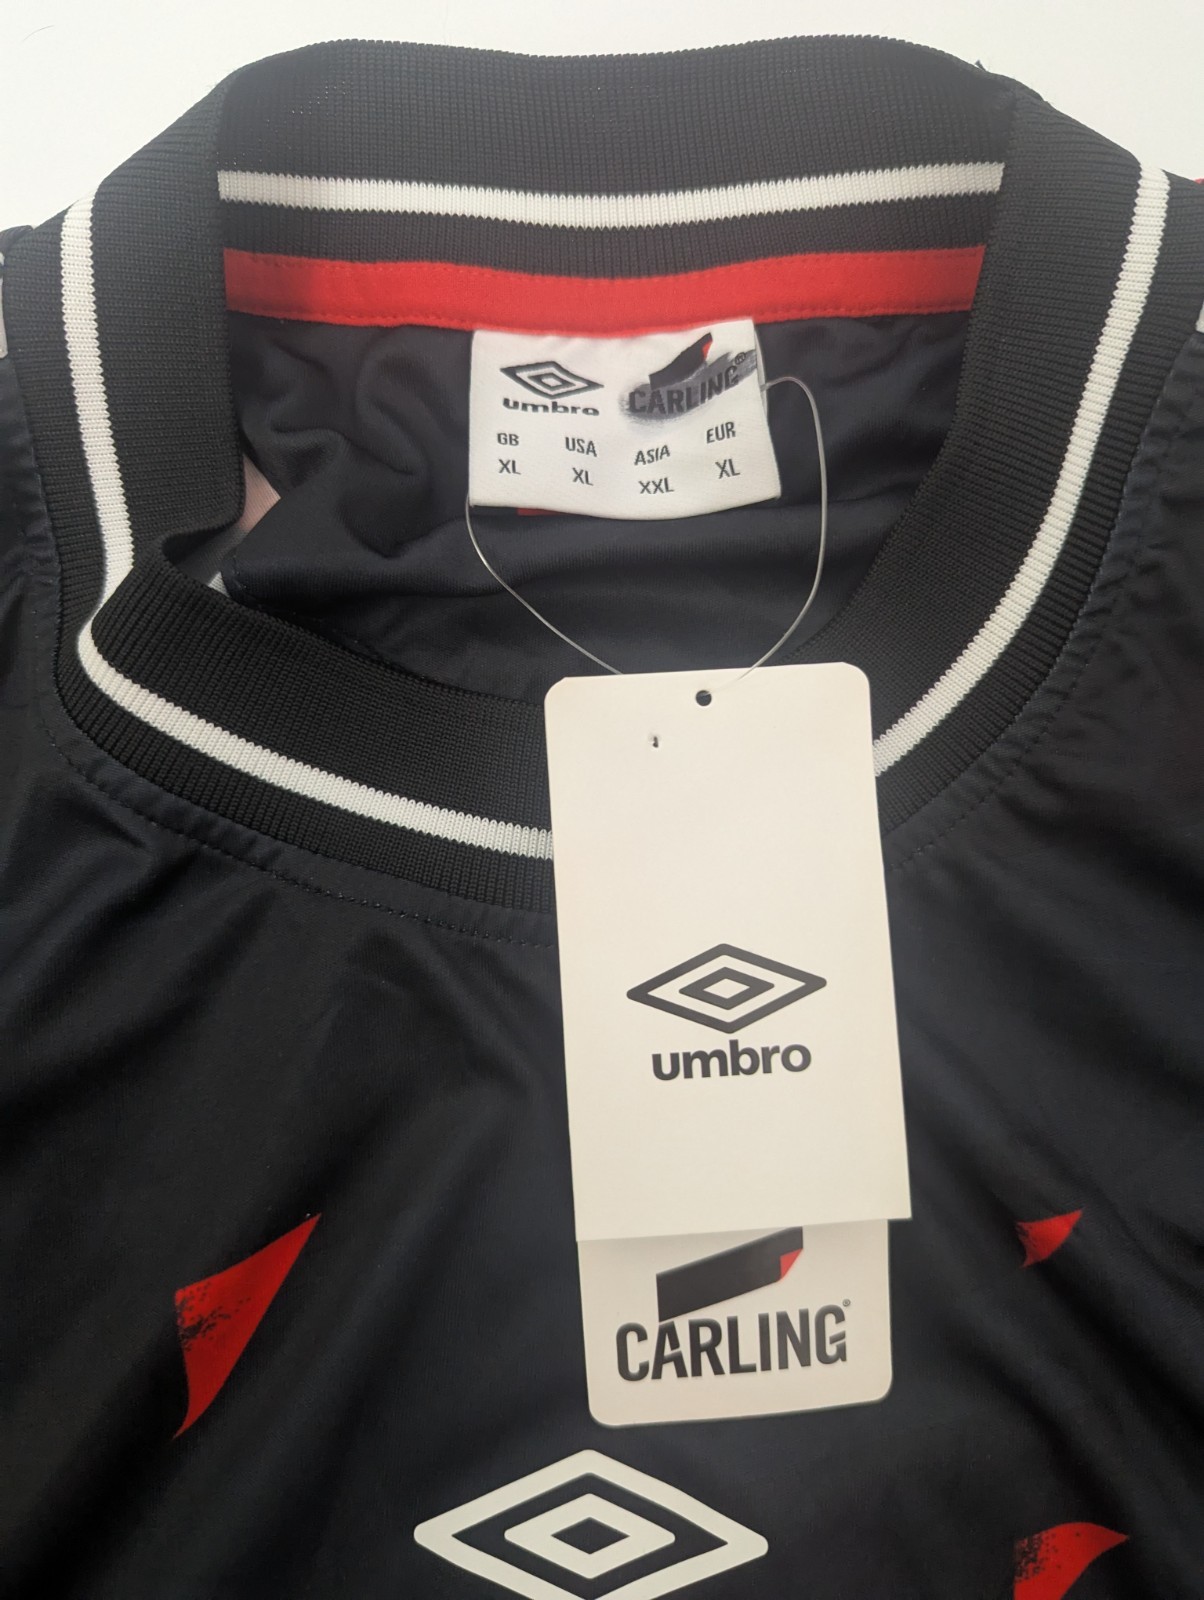 umbro CARLING®
GB USA ASIA EUR
XL XL XXL XL
umbro
CARLING®